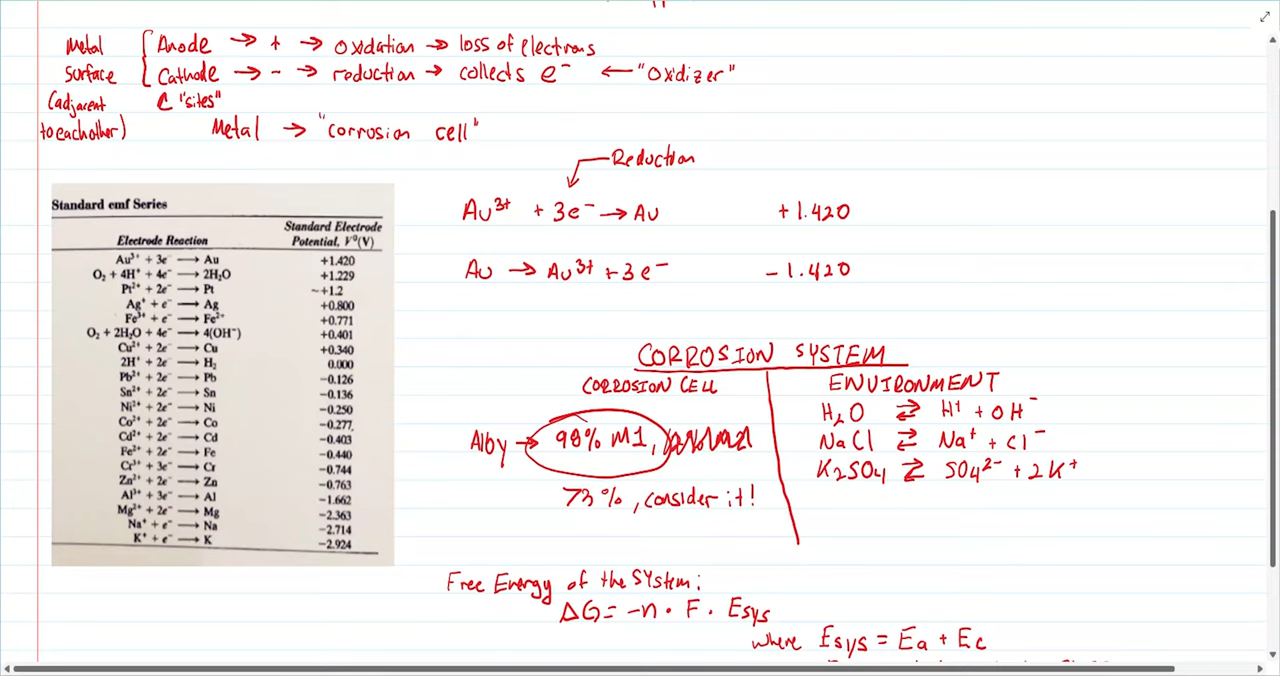 Metal { Anode → + → oxidation → loss of electrons
Surface { Cathode → - → reduction → collects e⁻ ← "Oxidizer"
(adjacent "sites"
to each other) Metal → "corrosion cell"
Reduction
Au³⁺ + 3e⁻ → Au +1.420
Au → Au³⁺ + 3e⁻ -1.420
Standard emf Series
Electrode Reaction Standard Electrode Potential, V⁰(V)
Au³⁺ + 3e⁻ ⟶ Au +1.420
O₂ + 4H⁺ + 4e⁻ ⟶ 2H₂O +1.229
Pt²⁺ + 2e⁻ ⟶ Pt ~+1.2
Ag⁺ + e⁻ ⟶ Ag +0.800
Fe³⁺ + e⁻ ⟶ Fe²⁺ +0.771
O₂ + 2H₂O + 4e⁻ ⟶ 4(OH⁻) +0.401
Cu²⁺ + 2e⁻ ⟶ Cu +0.340
2H⁺ + 2e⁻ ⟶ H₂ 0.000
Pb²⁺ + 2e⁻ ⟶ Pb −0.126
Sn²⁺ + 2e⁻ ⟶ Sn −0.136
Ni²⁺ + 2e⁻ ⟶ Ni −0.250
Co²⁺ + 2e⁻ ⟶ Co −0.277
Cd²⁺ + 2e⁻ ⟶ Cd −0.403
Fe²⁺ + 2e⁻ ⟶ Fe −0.440
Cr³⁺ + 3e⁻ ⟶ Cr −0.744
Zn²⁺ + 2e⁻ ⟶ Zn −0.763
Al³⁺ + 3e⁻ ⟶ Al −1.662
Mg²⁺ + 2e⁻ ⟶ Mg −2.363
Na⁺ + e⁻ ⟶ Na −2.714
K⁺ + e⁻ ⟶ K −2.924
CORROSION SYSTEM
CORROSION CELL
Alloy → 98% M1,
73%, consider it!
ENVIRONMENT
H₂O ⇄ H⁺ + OH⁻
NaCl ⇄ Na⁺ + Cl⁻
K₂SO₄ ⇄ SO₄²⁻ + 2K⁺
Free Energy of the System:
ΔG = -n · F · Esys
where Esys = Ea + Ec